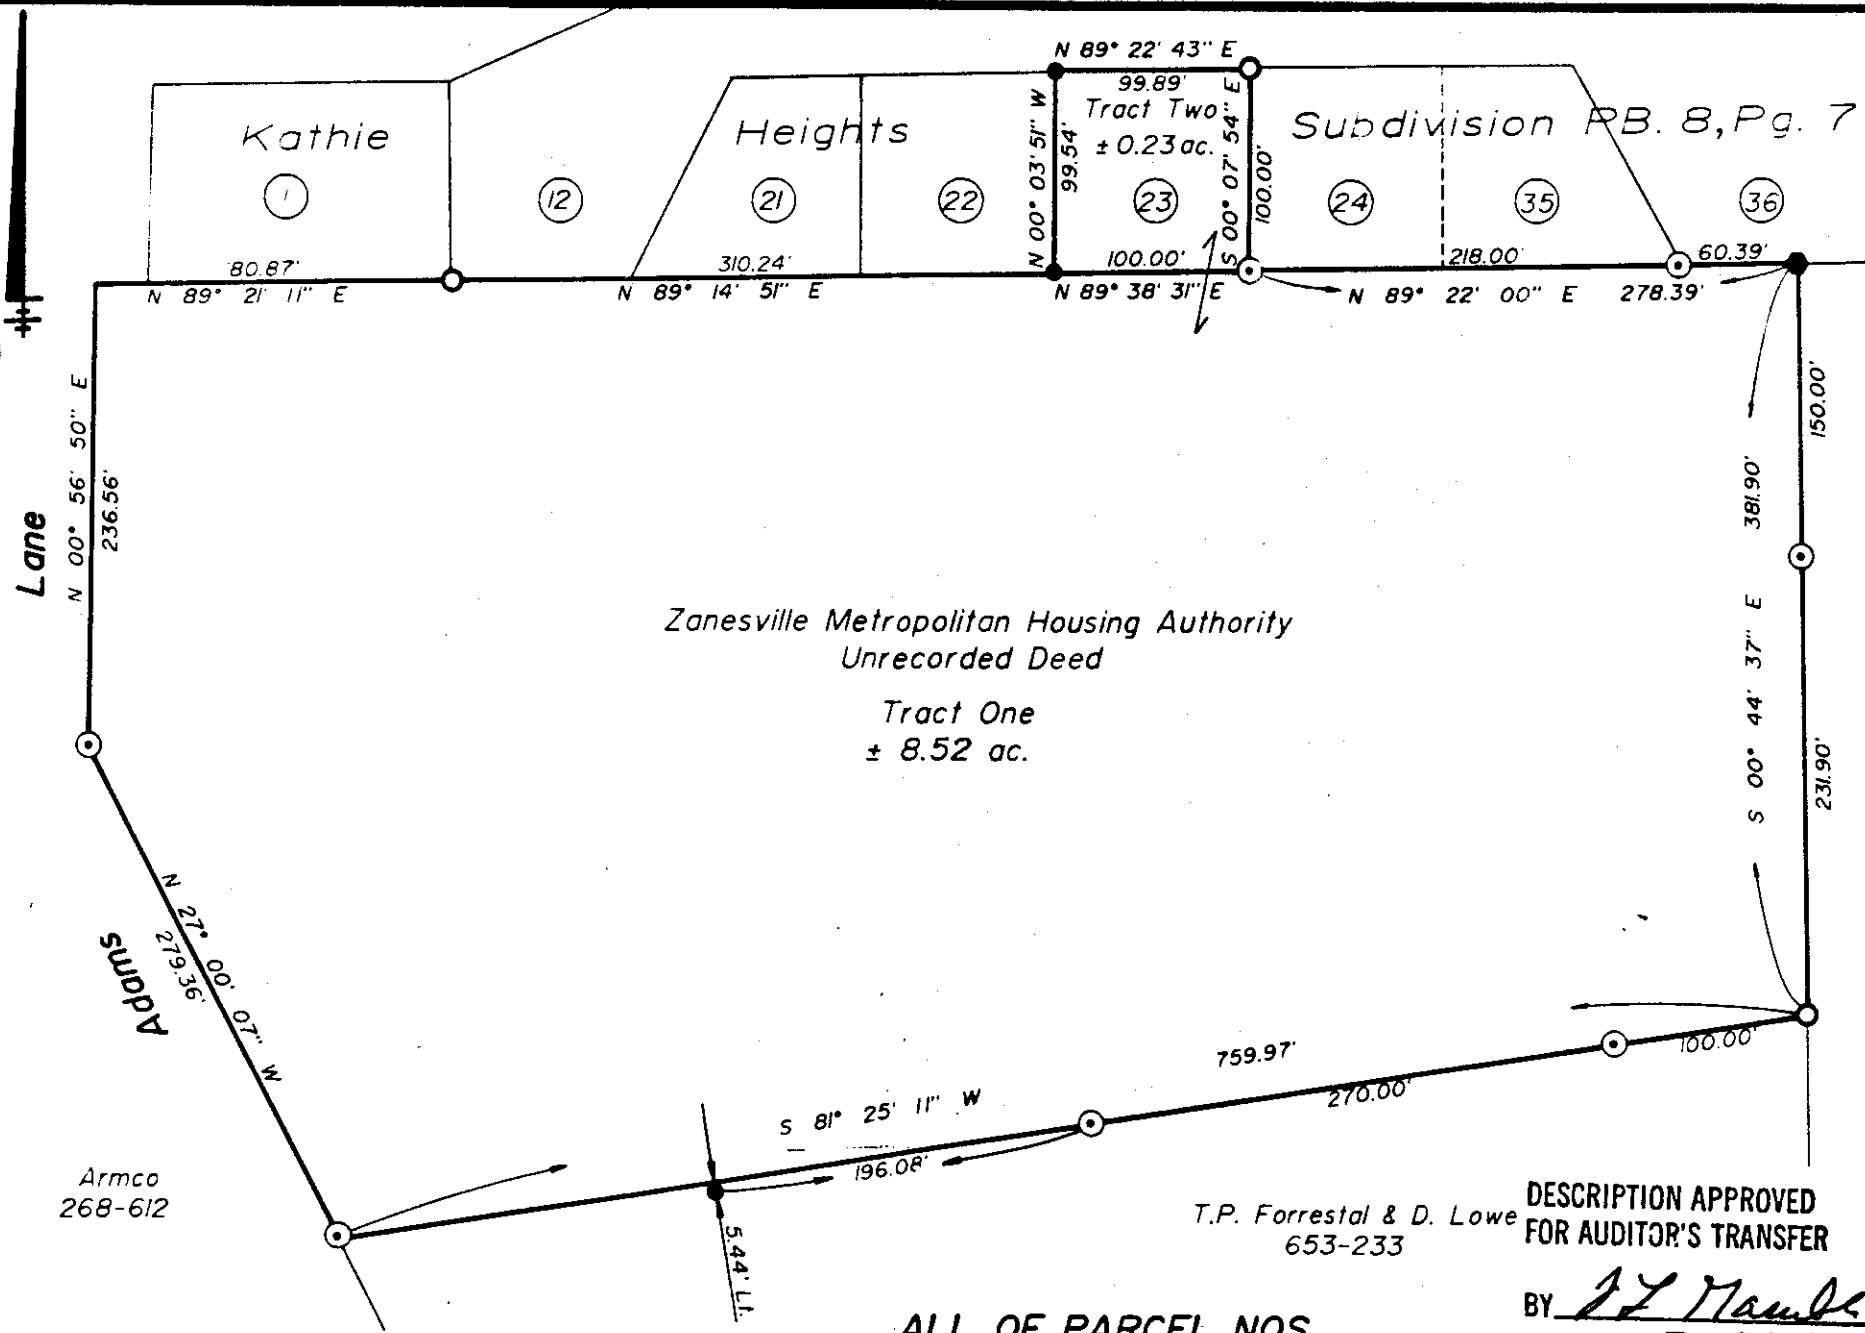 N 89° 22' 43" E
99.89'
Tract Two
± 0.23 ac.
N 00° 03' 51" W
99.54'
S 00° 07' 54" E
100.00'
Kathie Heights Subdivision PB. 8, Pg. 7
1
12
21
22
23
24
35
36
80.87'
310.24'
100.00'
218.00'
60.39'
N 89° 21' 11" E
N 89° 14' 51" E
N 89° 38' 31" E
N 89° 22' 00" E 278.39'
N 00° 56' 50" E
236.56'
Lane
150.00'
S 00° 44' 37" E 381.90'
231.90'
Zanesville Metropolitan Housing Authority
Unrecorded Deed
Tract One
± 8.52 ac.
N 27° 00' 07" W
279.36'
Adams
759.97'
100.00'
270.00'
S 81° 25' 11" W
196.08'
5.44' Lt.
Armco
268-612
T.P. Forrestal & D. Lowe
653-233
DESCRIPTION APPROVED
FOR AUDITOR'S TRANSFER
BY
ALL OF PARCEL NOS